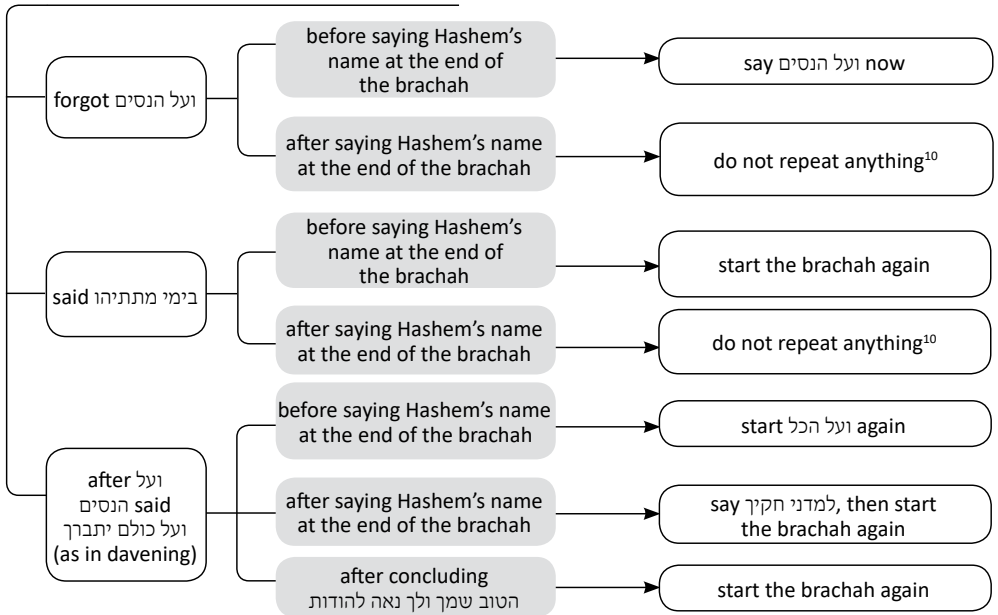 forgot ועל הנסים
before saying Hashem's
name at the end of
the brachah
say ועל הנסים now
after saying Hashem's name
at the end of the brachah
do not repeat anything¹⁰
said בימי מתתיהו
before saying Hashem's
name at the end of
the brachah
start the brachah again
after saying Hashem's name
at the end of the brachah
do not repeat anything¹⁰
after ועל
הנסים said
ועל כולם יתברך
(as in davening)
before saying Hashem's name
at the end of the brachah
start ועל הכל again
after saying Hashem's name
at the end of the brachah
say למדני חקיך, then start
the brachah again
after concluding
הטוב שמך ולך נאה להודות
start the brachah again